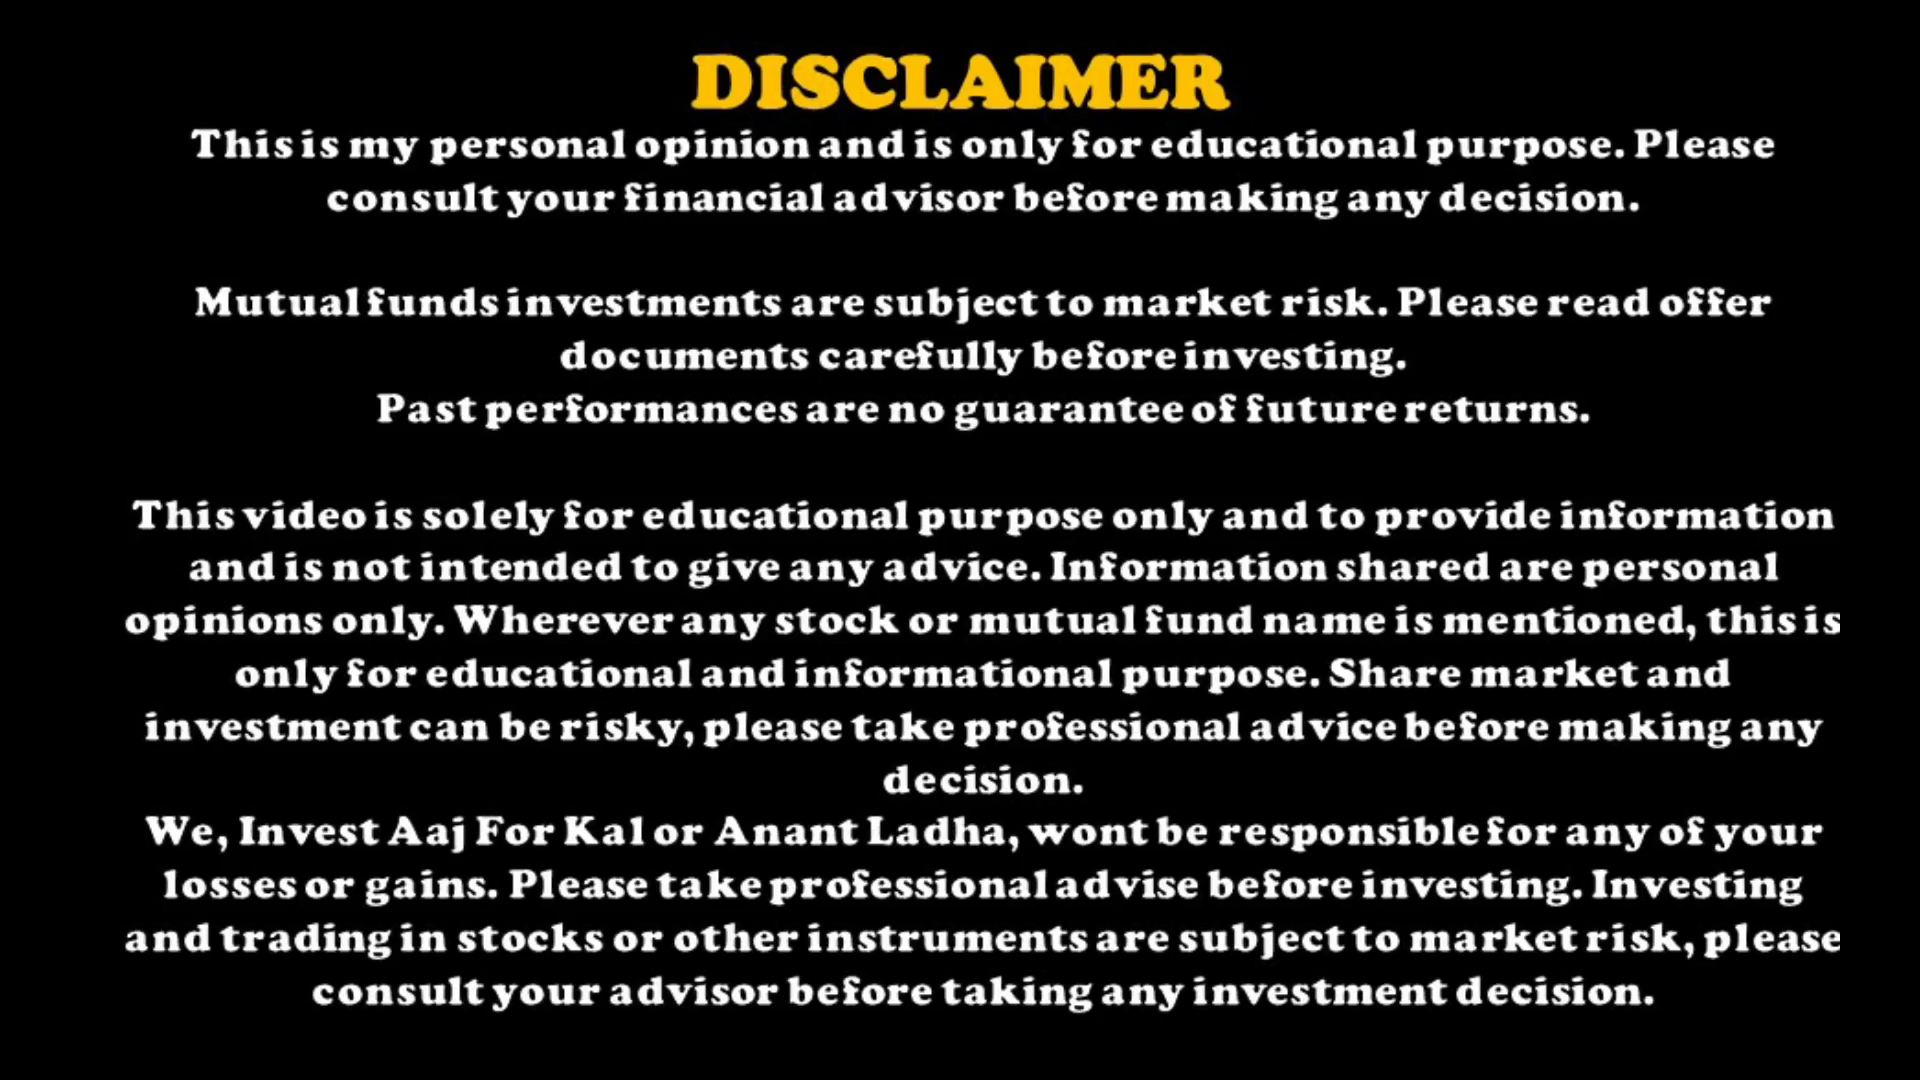 DISCLAIMER
This is my personal opinion and is only for educational purpose. Please
consult your financial advisor before making any decision.
Mutual funds investments are subject to market risk. Please read offer
documents carefully before investing.
Past performances are no guarantee of future returns.
This video is solely for educational purpose only and to provide information
and is not intended to give any advice. Information shared are personal
opinions only. Wherever any stock or mutual fund name is mentioned, this is
only for educational and informational purpose. Share market and
investment can be risky, please take professional advice before making any
decision.
We, Invest Aaj For Kal or Anant Ladha, wont be responsible for any of your
losses or gains. Please take professional advise before investing. Investing
and trading in stocks or other instruments are subject to market risk, please
consult your advisor before taking any investment decision.